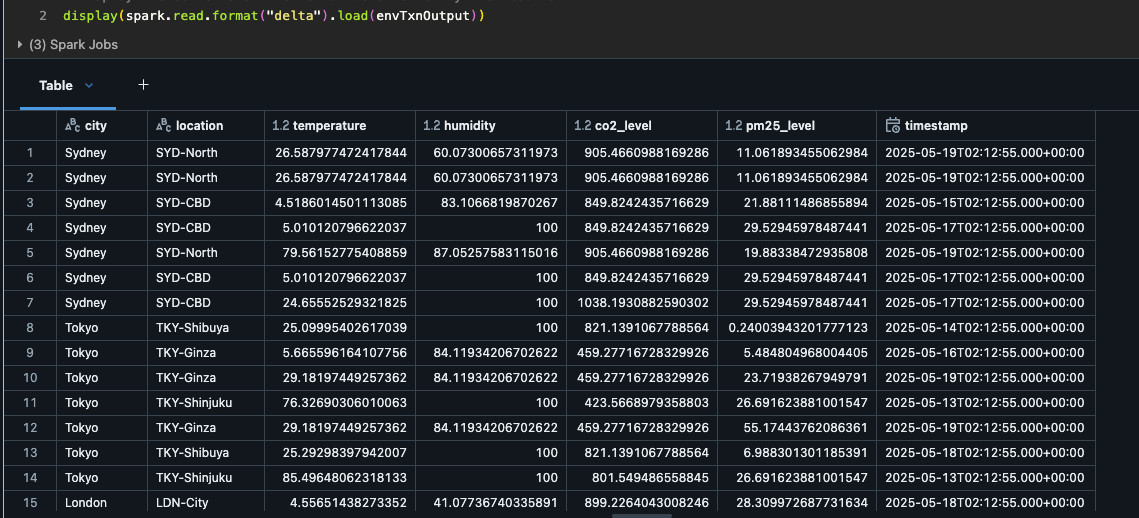 2 display(spark.read.format("delta").load(envTxnOutput))
(3) Spark Jobs
Table +
city location 1.2 temperature 1.2 humidity 1.2 co2_level 1.2 pm25_level timestamp
1 Sydney SYD-North 26.587977472417844 60.07300657311973 905.4660988169286 11.061893455062984 2025-05-19T02:12:55.000+00:00
2 Sydney SYD-North 26.587977472417844 60.07300657311973 905.4660988169286 11.061893455062984 2025-05-19T02:12:55.000+00:00
3 Sydney SYD-CBD 4.5186014501113085 83.1066819870267 849.8242435716629 21.88111486855894 2025-05-15T02:12:55.000+00:00
4 Sydney SYD-CBD 5.010120796622037 100 849.8242435716629 29.52945978487441 2025-05-17T02:12:55.000+00:00
5 Sydney SYD-North 79.56152775408859 87.05257583115016 905.4660988169286 19.88338472935808 2025-05-19T02:12:55.000+00:00
6 Sydney SYD-CBD 5.010120796622037 100 849.8242435716629 29.52945978487441 2025-05-17T02:12:55.000+00:00
7 Sydney SYD-CBD 24.65552529321825 100 1038.1930882590302 29.52945978487441 2025-05-17T02:12:55.000+00:00
8 Tokyo TKY-Shibuya 25.09995402617039 100 821.1391067788564 0.24003943201777123 2025-05-14T02:12:55.000+00:00
9 Tokyo TKY-Ginza 5.665596164107756 84.11934206702622 459.27716728329926 5.484804968004405 2025-05-16T02:12:55.000+00:00
10 Tokyo TKY-Ginza 29.18197449257362 84.11934206702622 459.27716728329926 23.71938267949791 2025-05-19T02:12:55.000+00:00
11 Tokyo TKY-Shinjuku 76.32690306010063 100 423.5668979358803 26.691623881001547 2025-05-13T02:12:55.000+00:00
12 Tokyo TKY-Ginza 29.18197449257362 84.11934206702622 459.27716728329926 55.17443762086361 2025-05-19T02:12:55.000+00:00
13 Tokyo TKY-Shibuya 25.29298397942007 100 821.1391067788564 6.988301301185391 2025-05-18T02:12:55.000+00:00
14 Tokyo TKY-Shinjuku 85.49648062318133 100 801.549486558845 26.691623881001547 2025-05-13T02:12:55.000+00:00
15 London LDN-City 4.55651438273352 41.07736740335891 899.2264043008246 28.309972687731634 2025-05-18T02:12:55.000+00:00